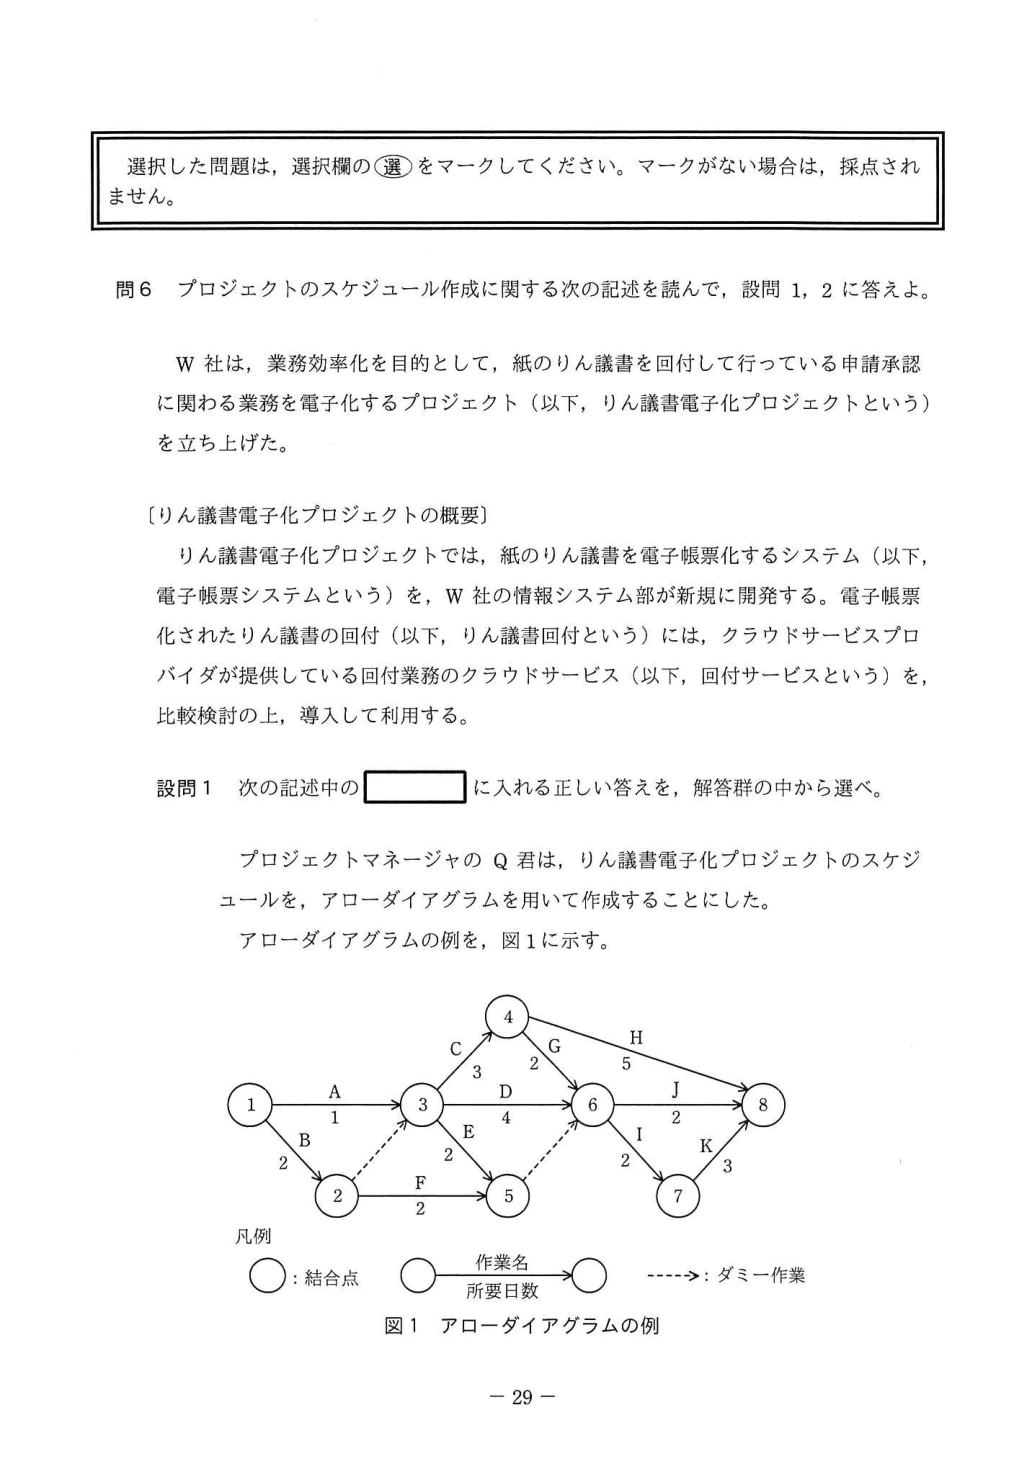 選択した問題は，選択欄の㊟をマークしてください。マークがない場合は，採点され
ません。
問6 プロジェクトのスケジュール作成に関する次の記述を読んで，設問 1，2 に答えよ。
W 社は，業務効率化を目的として，紙のりん議書を回付して行っている申請承認
に関わる業務を電子化するプロジェクト（以下，りん議書電子化プロジェクトという）
を立ち上げた。
〔りん議書電子化プロジェクトの概要〕
りん議書電子化プロジェクトでは，紙のりん議書を電子帳票化するシステム（以下，
電子帳票システムという）を，W 社の情報システム部が新規に開発する。電子帳票
化されたりん議書の回付（以下，りん議書回付という）には，クラウドサービスプロ
バイダが提供している回付業務のクラウドサービス（以下，回付サービスという）を，
比較検討の上，導入して利用する。
設問1 次の記述中の に入れる正しい答えを，解答群の中から選べ。
プロジェクトマネージャの Q 君は，りん議書電子化プロジェクトのスケジ
ュールを，アローダイアグラムを用いて作成することにした。
アローダイアグラムの例を，図1に示す。
4
H
5
C
3
G
2
1
A
1
3
D
4
6
J
2
8
B
2
E
2
I
2
K
3
2
F
2
5
7
凡例
：結合点
作業名
所要日数
：ダミー作業
図1 アローダイアグラムの例
－ 29 －